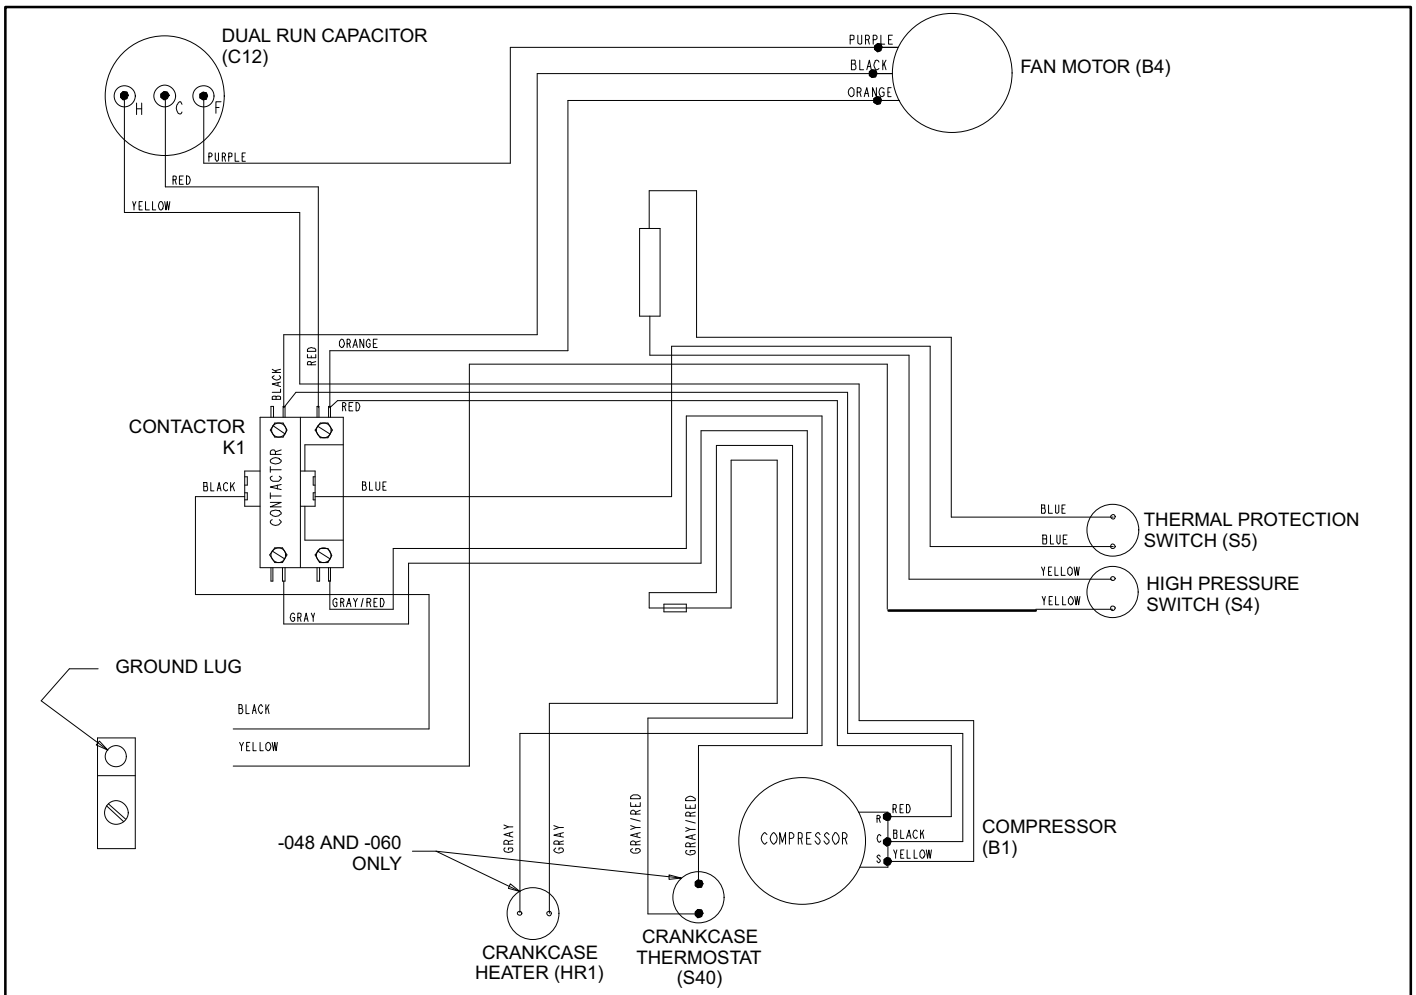 DUAL RUN CAPACITOR
(C12)
H
C
F
PURPLE
RED
YELLOW
PURPLE
BLACK
ORANGE
FAN MOTOR (B4)
ORANGE
RED
BLACK
RED
CONTACTOR
K1
CONTACTOR
BLACK
BLUE
BLUE
BLUE
THERMAL PROTECTION
SWITCH (S5)
YELLOW
YELLOW
HIGH PRESSURE
SWITCH (S4)
GRAY/RED
GRAY
GROUND LUG
BLACK
YELLOW
GRAY
GRAY
GRAY/RED
GRAY/RED
-048 AND -060
ONLY
CRANKCASE
HEATER (HR1)
CRANKCASE
THERMOSTAT
(S40)
COMPRESSOR
R
RED
C
BLACK
S
YELLOW
COMPRESSOR
(B1)